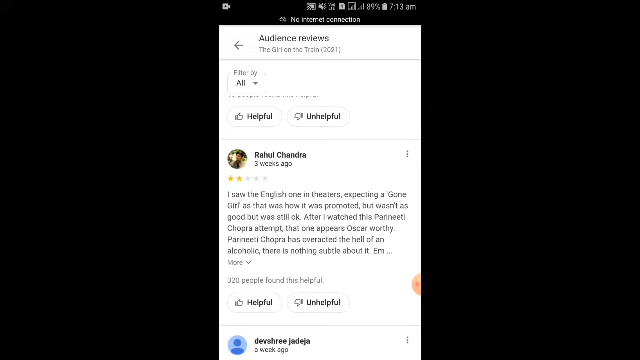 89% 7:13 am
No internet connection
Audience reviews
The Girl on the Train (2021)
Filter by
All
people found this helpful.
Helpful Unhelpful
Rahul Chandra
3 weeks ago
I saw the English one in theaters, expecting a 'Gone
Girl' as that was how it was promoted, but wasn't as
good but was still ok. After I watched this Parineeti
Chopra attempt, that one appears Oscar worthy.
Parineeti Chopra has overacted the hell of an
alcoholic, there is nothing subtle about it. Em ...
More
320 people found this helpful.
Helpful Unhelpful
devshree jadeja
a week ago